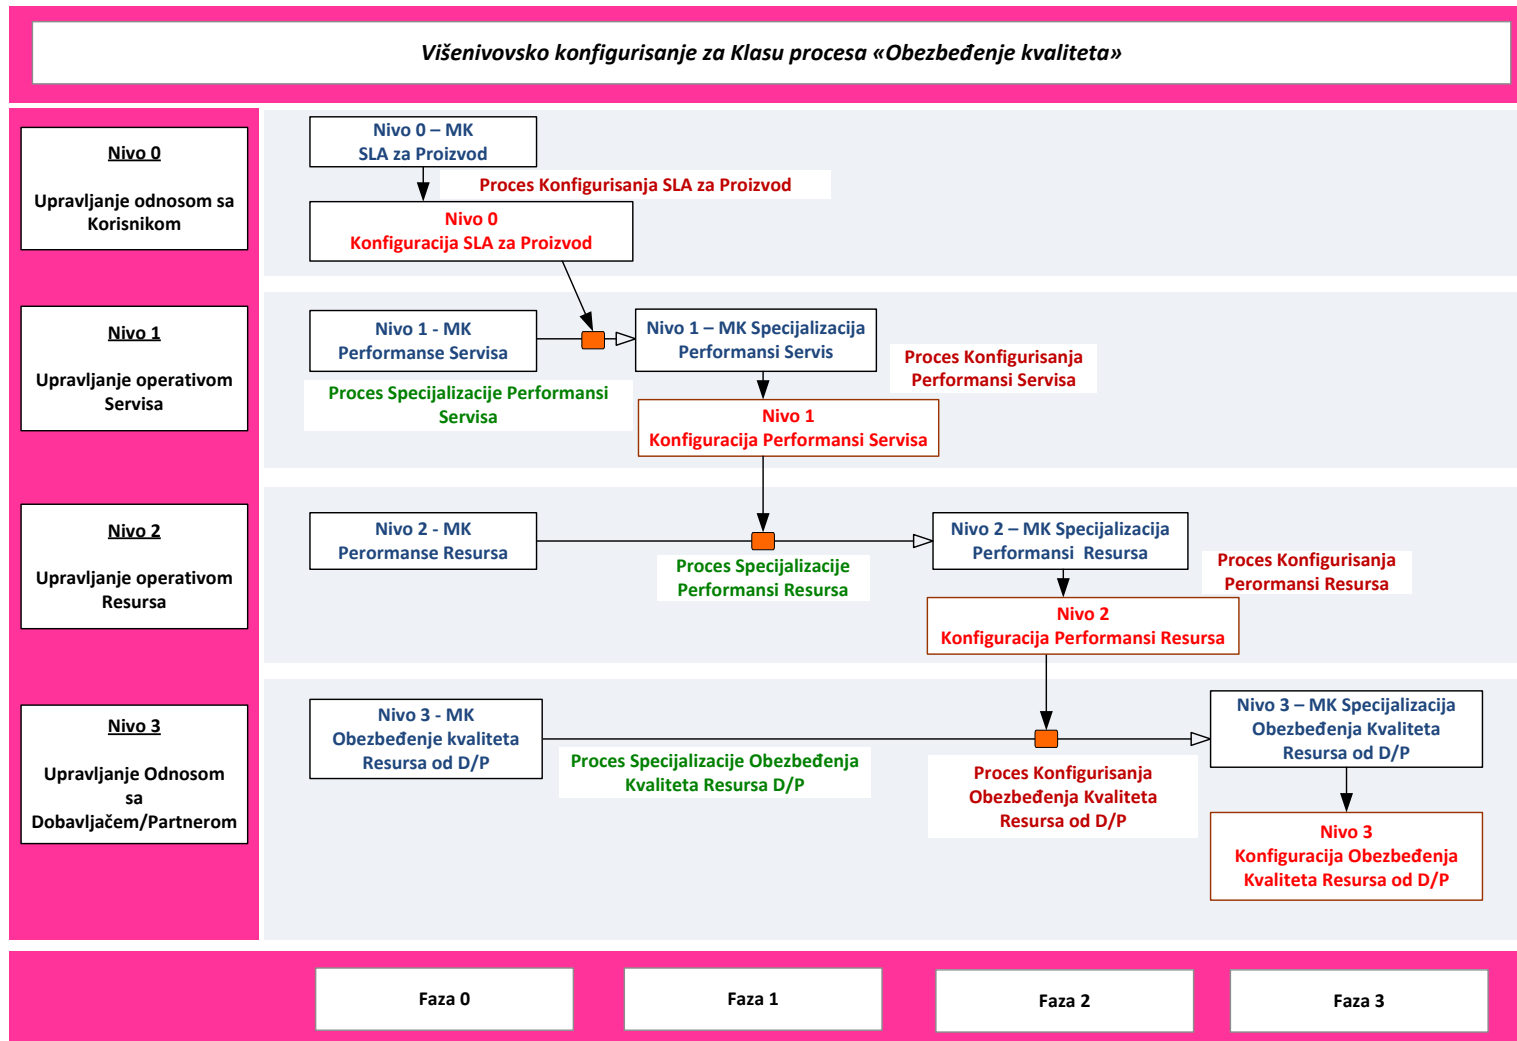 Višenivovsko konfigurisanje za Klasu procesa «Obezbeđenje kvaliteta»
Nivo 0
Upravljanje odnosom sa
Korisnikom
Nivo 0 – MK
SLA za Proizvod
Proces Konfigurisanja SLA za Proizvod
Nivo 0
Konfiguracija SLA za Proizvod
Nivo 1
Upravljanje operativom
Servisa
Nivo 1 - MK
Performanse Servisa
Nivo 1 – MK Specijalizacija
Performansi Servis
Proces Konfigurisanja
Performansi Servisa
Proces Specijalizacije Performansi
Servisa
Nivo 1
Konfiguracija Performansi Servisa
Nivo 2
Upravljanje operativom
Resursa
Nivo 2 - MK
Perormanse Resursa
Nivo 2 – MK Specijalizacija
Performansi Resursa
Proces Specijalizacije
Performansi Resursa
Proces Konfigurisanja
Perormansi Resursa
Nivo 2
Konfiguracija Performansi Resursa
Nivo 3
Upravljanje Odnosom
sa
Dobavljačem/Partnerom
Nivo 3 - MK
Obezbeđenje kvaliteta
Resursa od D/P
Nivo 3 – MK Specijalizacija
Obezbeđenja Kvaliteta
Resursa od D/P
Proces Specijalizacije Obezbeđenja
Kvaliteta Resursa D/P
Proces Konfigurisanja
Obezbeđenja Kvaliteta
Resursa od D/P
Nivo 3
Konfiguracija Obezbeđenja
Kvaliteta Resursa od D/P
Faza 0
Faza 1
Faza 2
Faza 3